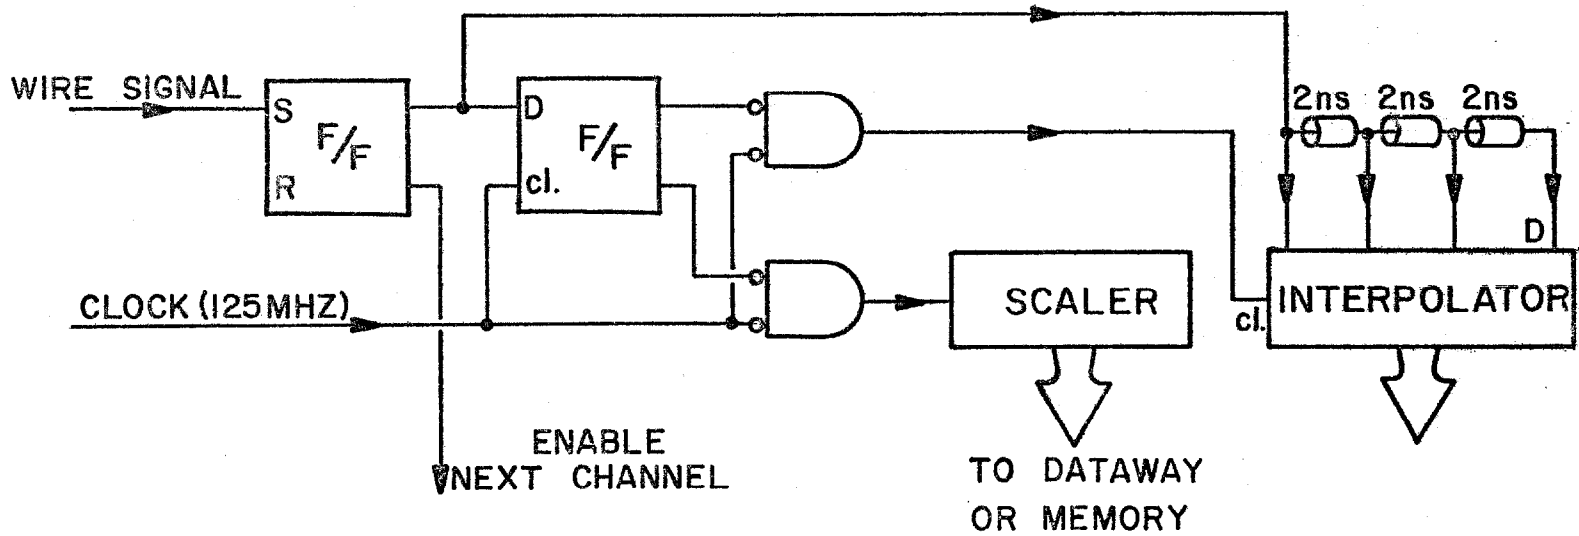 WIRE SIGNAL
S
F/F
R
D
F/F
cl.
2ns 2ns 2ns
D
CLOCK (125MHZ)
SCALER
cl.
INTERPOLATOR
ENABLE
NEXT CHANNEL
TO DATAWAY
OR MEMORY